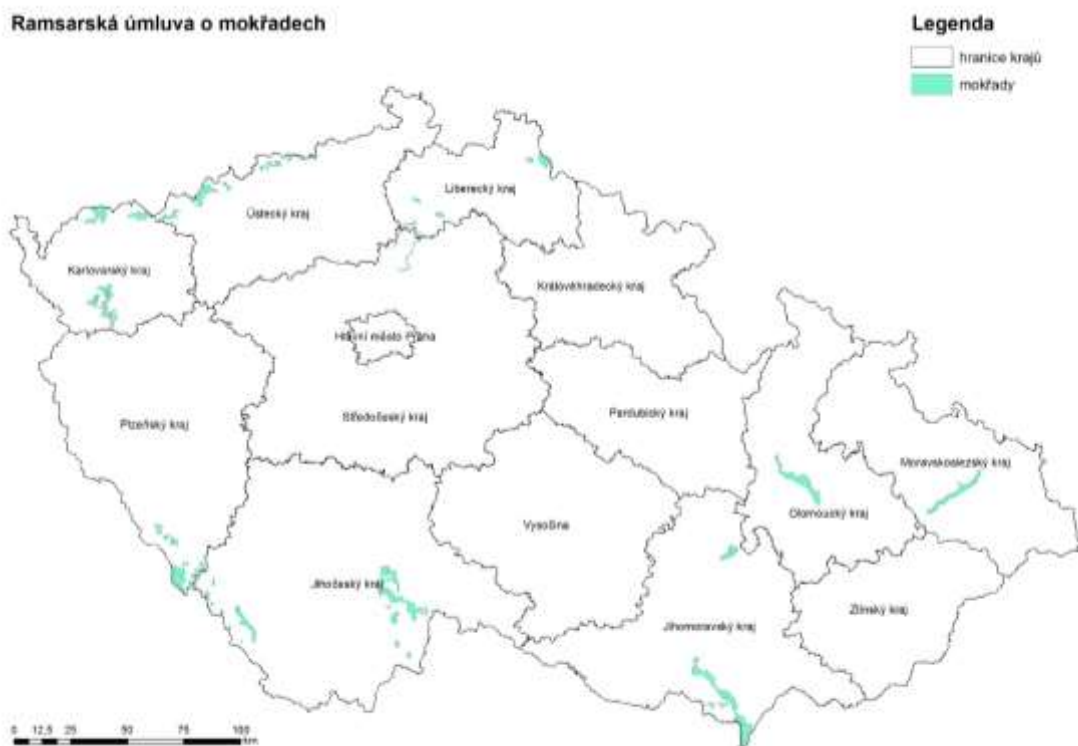 Ramsarská úmluva o mokřadech
Legenda
hranice krajů
mokřady
Liberecký kraj
Ústecký kraj
Karlovarský kraj
Královéhradecký kraj
Hlavní město Praha
Středočeský kraj
Pardubický kraj
Plzeňský kraj
Moravskoslezský kraj
Olomoucký kraj
Vysočina
Jihočeský kraj
Zlínský kraj
Jihomoravský kraj
0 12,5 25 50 75 100
km